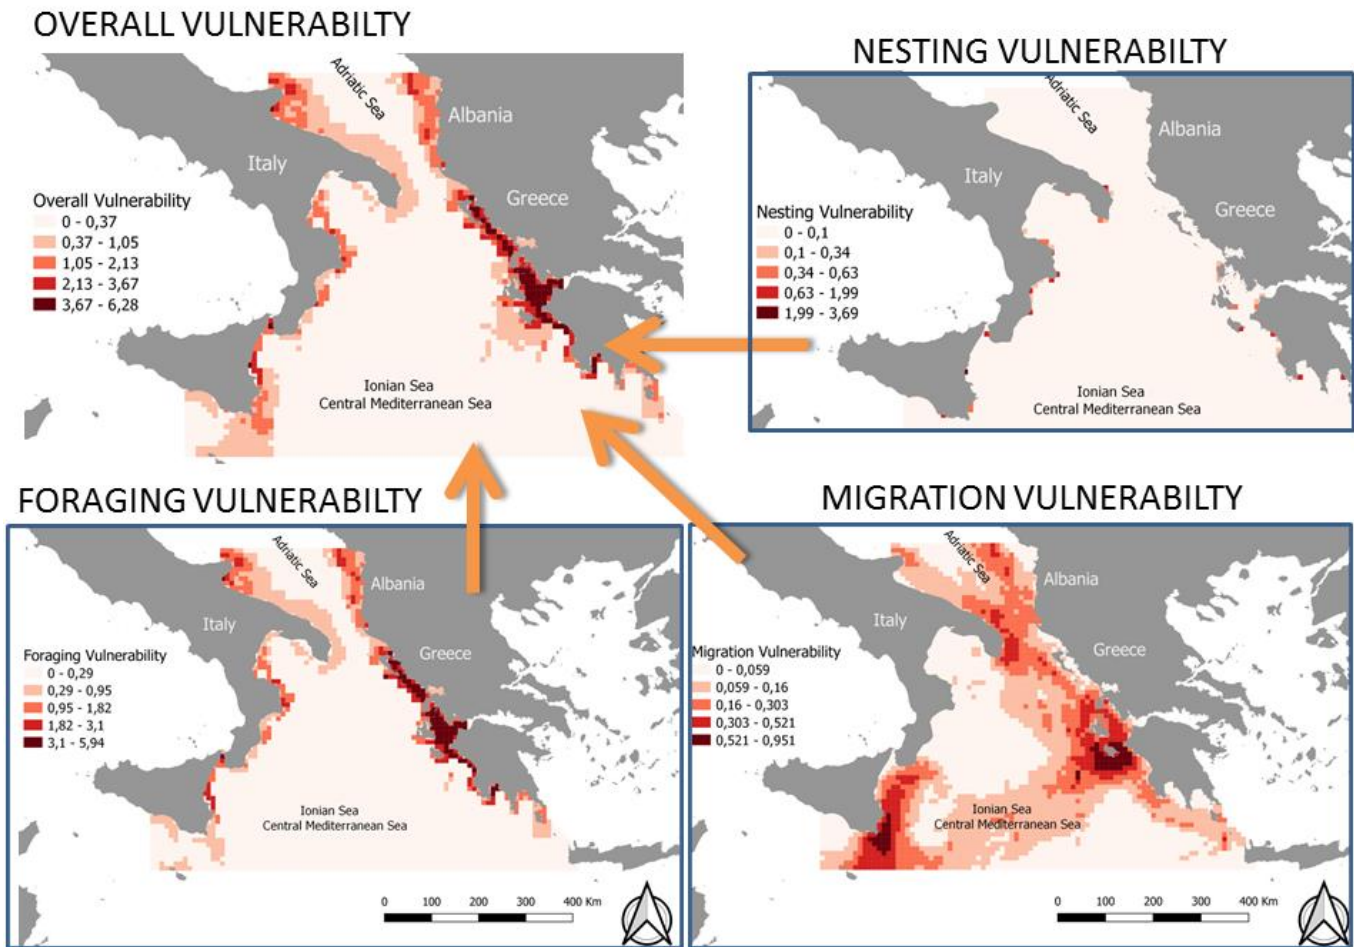 OVERALL VULNERABILTY
Adriatic Sea
Albania
Italy
Greece
Overall Vulnerability
0 - 0,37
0,37 - 1,05
1,05 - 2,13
2,13 - 3,67
3,67 - 6,28
Ionian Sea
Central Mediterranean Sea
NESTING VULNERABILTY
Adriatic Sea
Albania
Italy
Greece
Nesting Vulnerability
0 - 0,1
0,1 - 0,34
0,34 - 0,63
0,63 - 1,99
1,99 - 3,69
Ionian Sea
Central Mediterranean Sea
FORAGING VULNERABILTY
Adriatic Sea
Albania
Italy
Greece
Foraging Vulnerability
0 - 0,29
0,29 - 0,95
0,95 - 1,82
1,82 - 3,1
3,1 - 5,94
Ionian Sea
Central Mediterranean Sea
0 100 200 300 400 Km
MIGRATION VULNERABILTY
Adriatic Sea
Albania
Italy
Greece
Migration Vulnerability
0 - 0,059
0,059 - 0,16
0,16 - 0,303
0,303 - 0,521
0,521 - 0,951
Ionian Sea
Central Mediterranean Sea
0 100 200 300 400 Km